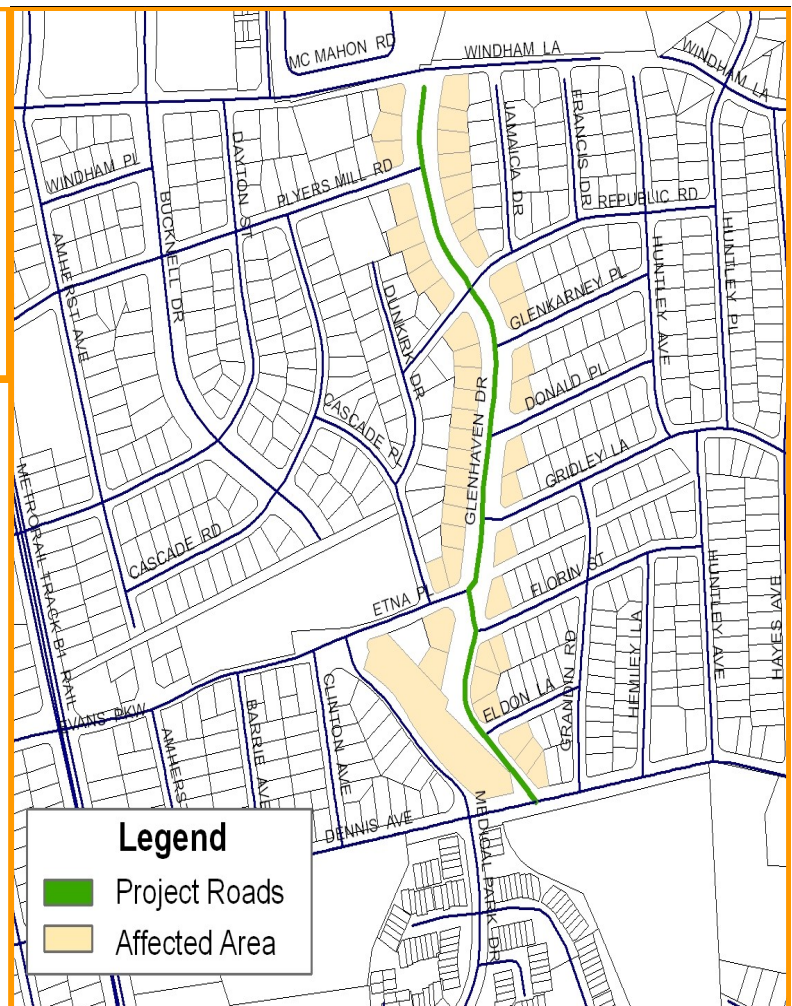 MC MAHON RD
WINDHAM LA
WINDHAM LA
WINDHAM PL
DAYTON ST
PLYERS MILL RD
JAMAICA DR
FRANCIS DR
REPUBLIC RD
BUCKNELL DR
AMHERST AVE
HUNTLEY AVE
HUNTLEY PL
GLENKARNEY PL
DUNKIRK DR
DONALD PL
CASCADE PL
GLENHAVEN DR
GRIDLEY LA
METRORAIL TRACK-BH RAIL
CASCADE RD
ETNA PL
FLORIN ST
HUNTLEY AVE
HAYES AVE
GRANDIN RD
HEMLEY LA
ELDON LA
EVANS PKW
AMHERS
BARRIE AVE
CLINTON AVE
DENNIS AVE
MEDICAL PARK DR
Legend
Project Roads
Affected Area